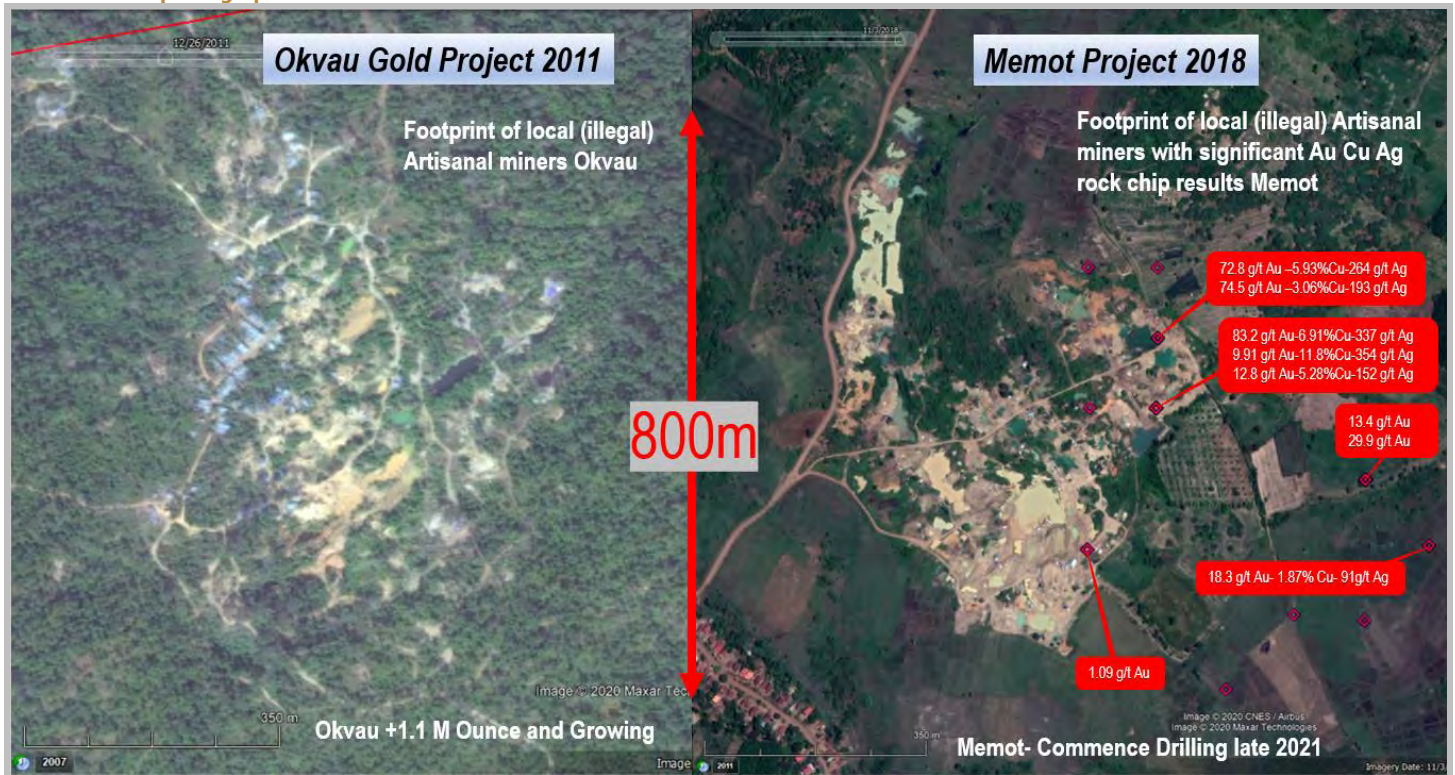 12/26/2011
Okvau Gold Project 2011
Footprint of local (illegal)
Artisanal miners Okvau
Image © 2020 Maxar Tec
350 m
Okvau +1.1 M Ounce and Growing
2007
Image
800m
11/3/2018
Memot Project 2018
Footprint of local (illegal) Artisanal
miners with significant Au Cu Ag
rock chip results Memot
72.8 g/t Au –5.93%Cu-264 g/t Ag
74.5 g/t Au –3.06%Cu-193 g/t Ag
83.2 g/t Au-6.91%Cu-337 g/t Ag
9.91 g/t Au-11.8%Cu-354 g/t Ag
12.8 g/t Au-5.28%Cu-152 g/t Ag
13.4 g/t Au
29.9 g/t Au
18.3 g/t Au- 1.87% Cu- 91g/t Ag
1.09 g/t Au
Image © 2020 CNES / Airbus
Image © 2020 Maxar Technologies
350 m
Memot- Commence Drilling late 2021
2011
Imagery Date: 11/3